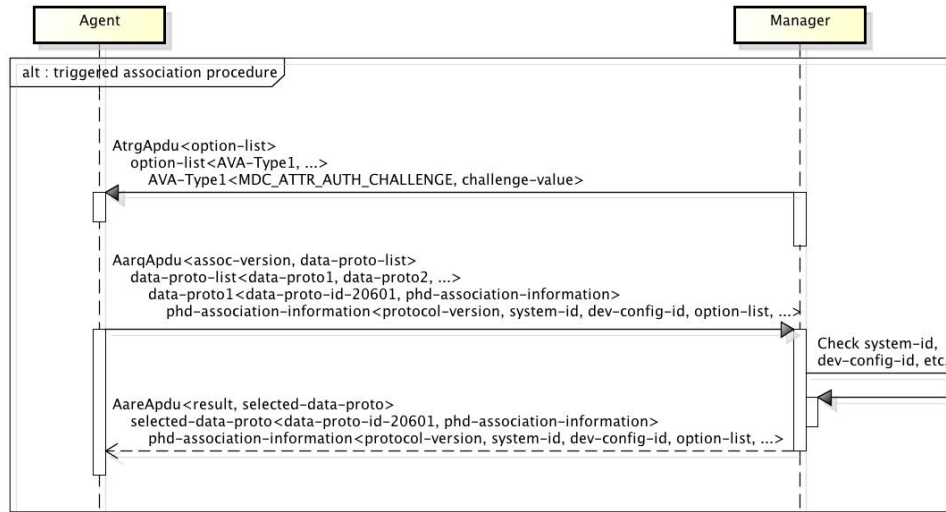 Agent
Manager
alt : triggered association procedure
AtrgApdu<option-list>
option-list<AVA-Type1, ...>
AVA-Type1<MDC_ATTR_AUTH_CHALLENGE, challenge-value>
AarqApdu<assoc-version, data-proto-list>
data-proto-list<data-proto1, data-proto2, ...>
data-proto1<data-proto-id-20601, phd-association-information>
phd-association-information<protocol-version, system-id, dev-config-id, option-list, ...>
Check system-id,
dev-config-id, etc.
AareApdu<result, selected-data-proto>
selected-data-proto<data-proto-id-20601, phd-association-information>
phd-association-information<protocol-version, system-id, dev-config-id, option-list, ...>